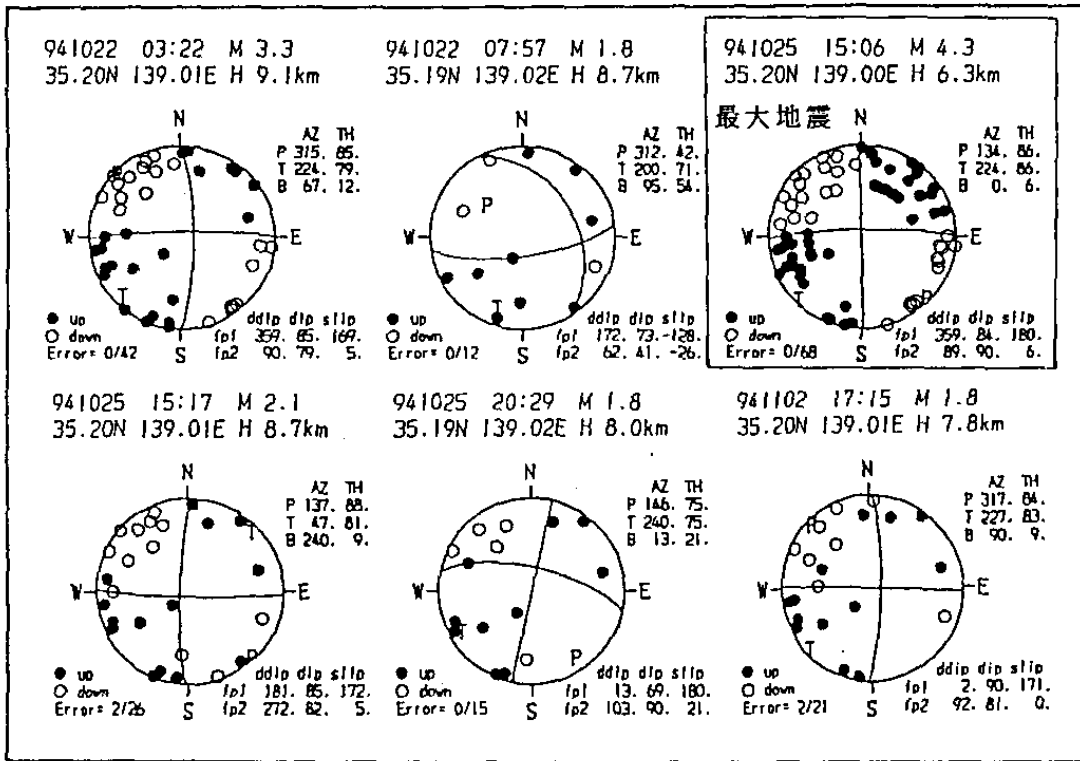 941022 03:22 M 3.3
35.20N 139.01E H 9.1km
N
AZ TH
P 315. 85.
T 224. 79.
B 67. 12.
W
E
T
● up
○ down
Error= 0/42
S
ddip dip slip
fp1 359. 85. 169.
fp2 90. 79. 5.
941022 07:57 M 1.8
35.19N 139.02E H 8.7km
N
AZ TH
P 312. 42.
T 200. 71.
B 95. 54.
P
W
E
T
● up
○ down
Error= 0/12
S
ddip dip slip
fp1 172. 73. -128.
fp2 62. 41. -26.
941025 15:06 M 4.3
35.20N 139.00E H 6.3km
最大地震
N
AZ TH
P 134. 86.
T 224. 86.
B 0. 6.
W
E
T
P
● up
○ down
Error= 0/68
S
ddip dip slip
fp1 359. 84. 180.
fp2 89. 90. 6.
941025 15:17 M 2.1
35.20N 139.01E H 8.7km
N
AZ TH
P 137. 88.
T 47. 81.
B 240. 9.
T
W
E
P
● up
○ down
Error= 2/26
S
ddip dip slip
fp1 181. 85. 172.
fp2 272. 82. 5.
941025 20:29 M 1.8
35.19N 139.02E H 8.0km
N
AZ TH
P 146. 75.
T 240. 75.
B 13. 21.
W
E
T
P
● up
○ down
Error= 0/15
S
ddip dip slip
fp1 13. 69. 180.
fp2 103. 90. 21.
941102 17:15 M 1.8
35.20N 139.01E H 7.8km
N
AZ TH
P 317. 84.
T 227. 83.
B 90. 9.
P
W
E
T
● up
○ down
Error= 2/21
S
ddip dip slip
fp1 2. 90. 171.
fp2 92. 81. 0.